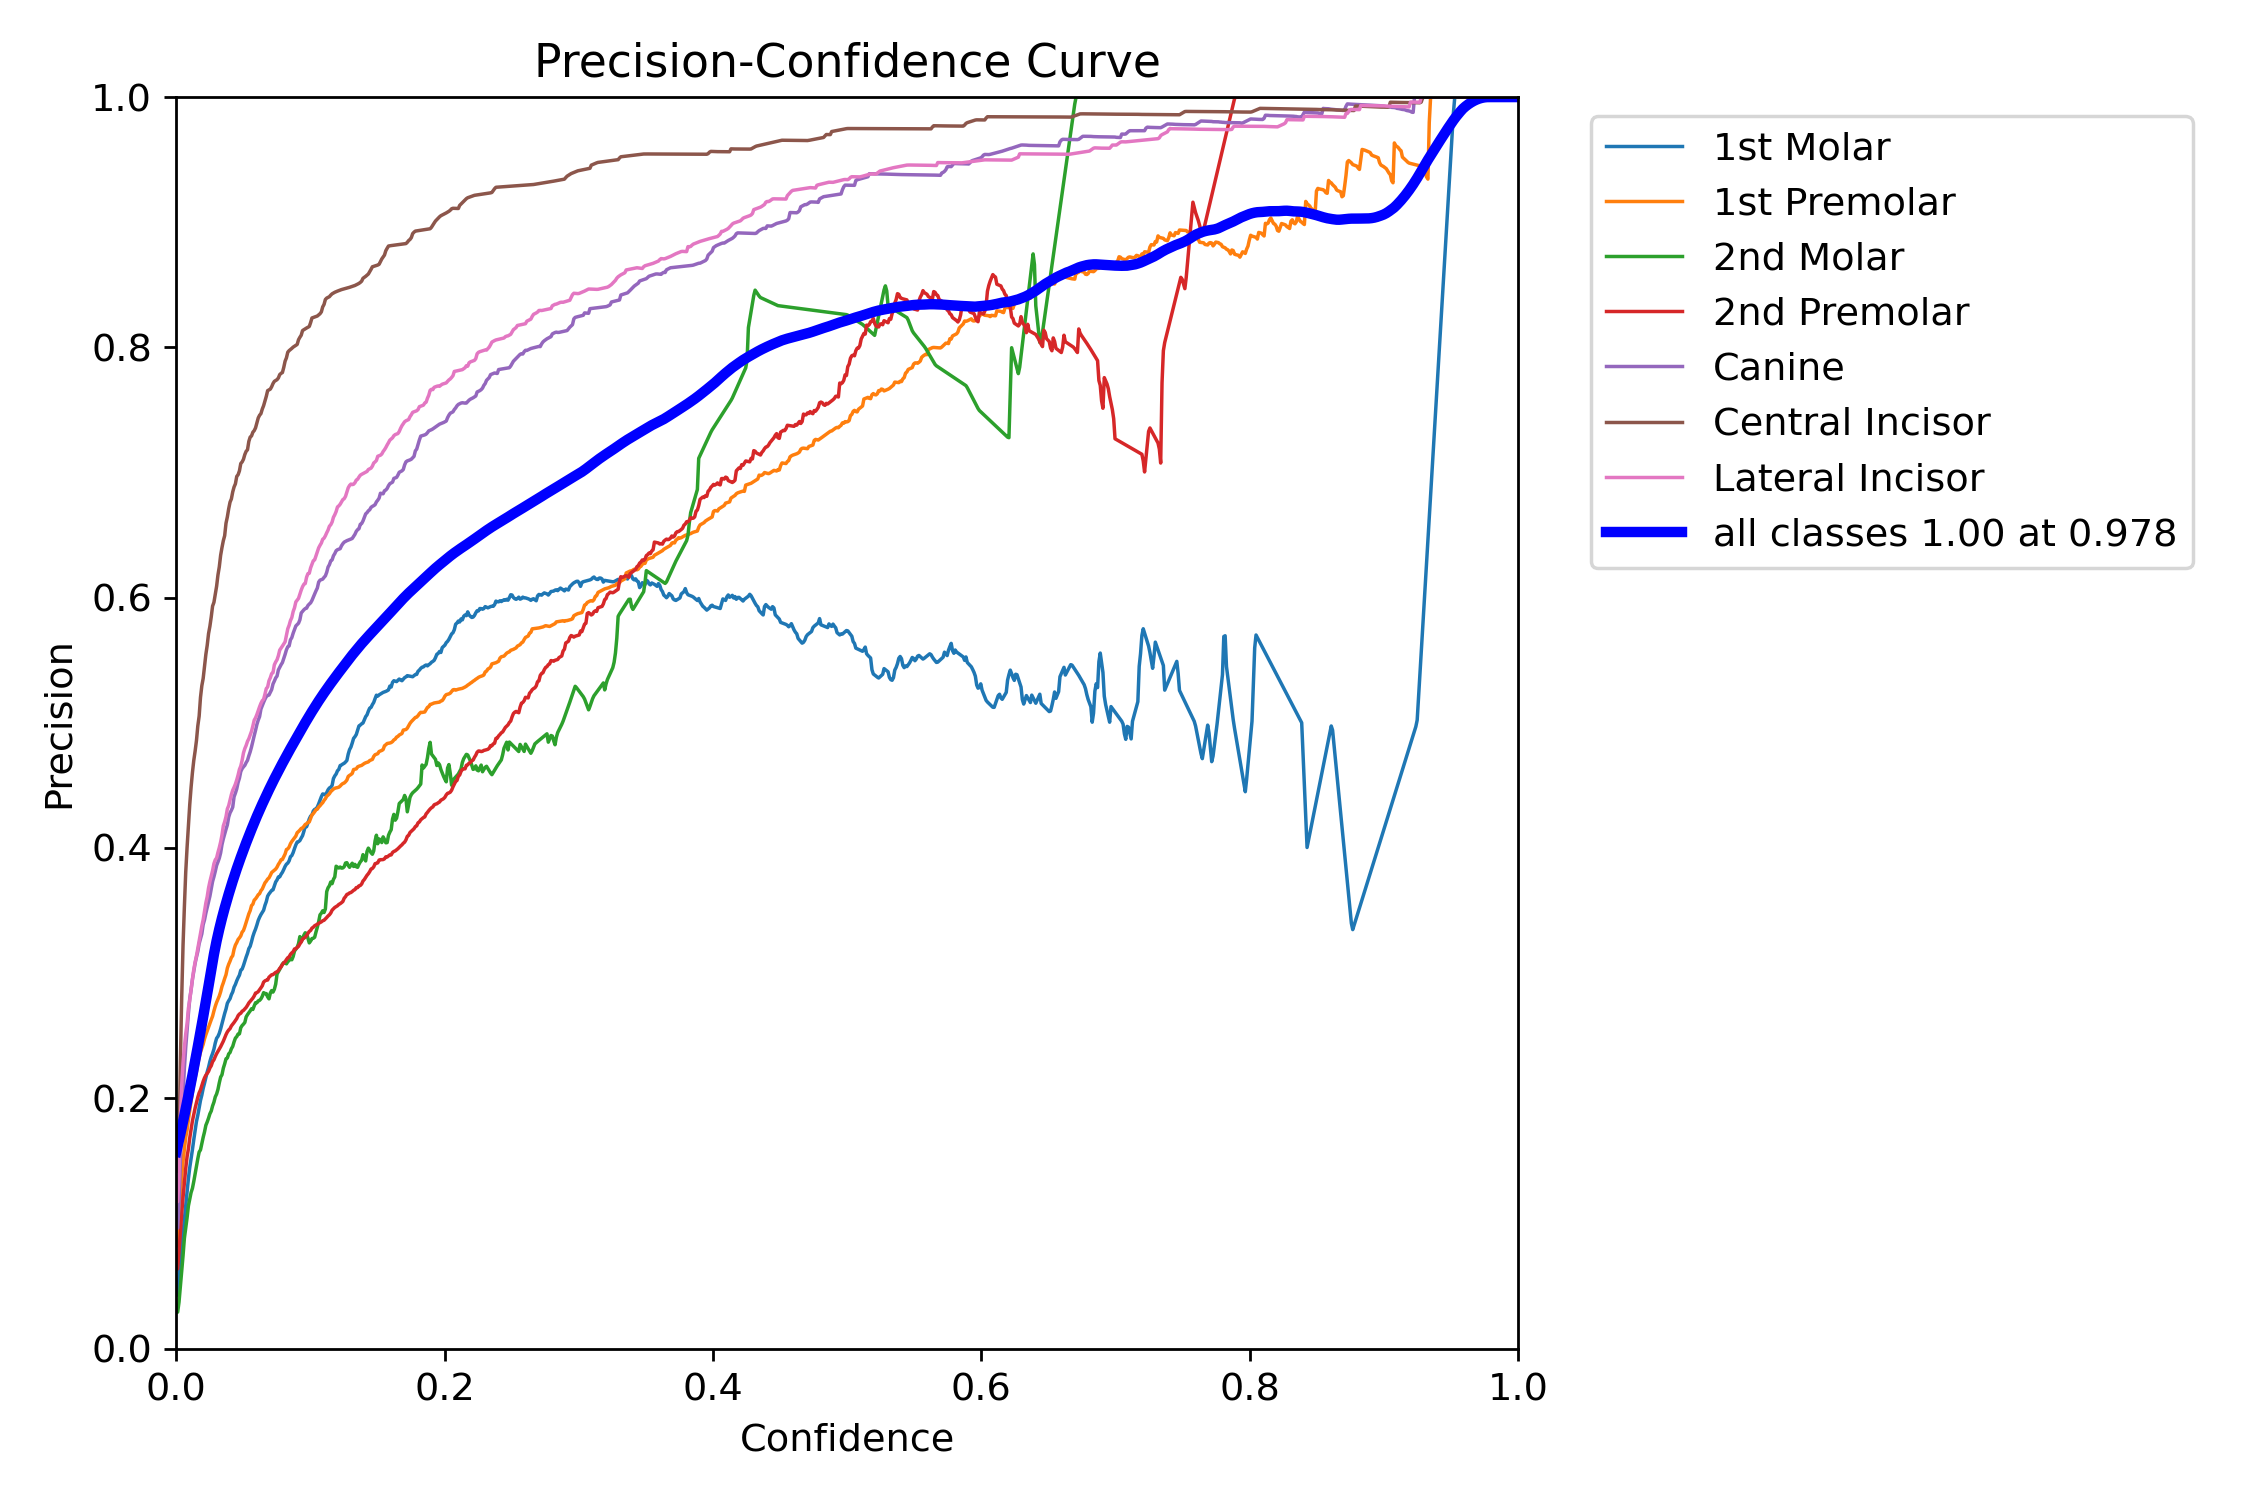 Precision-Confidence Curve
1.0
0.8
0.6
0.4
0.2
0.0
Precision
0.0 0.2 0.4 0.6 0.8 1.0
Confidence
1st Molar
1st Premolar
2nd Molar
2nd Premolar
Canine
Central Incisor
Lateral Incisor
all classes 1.00 at 0.978